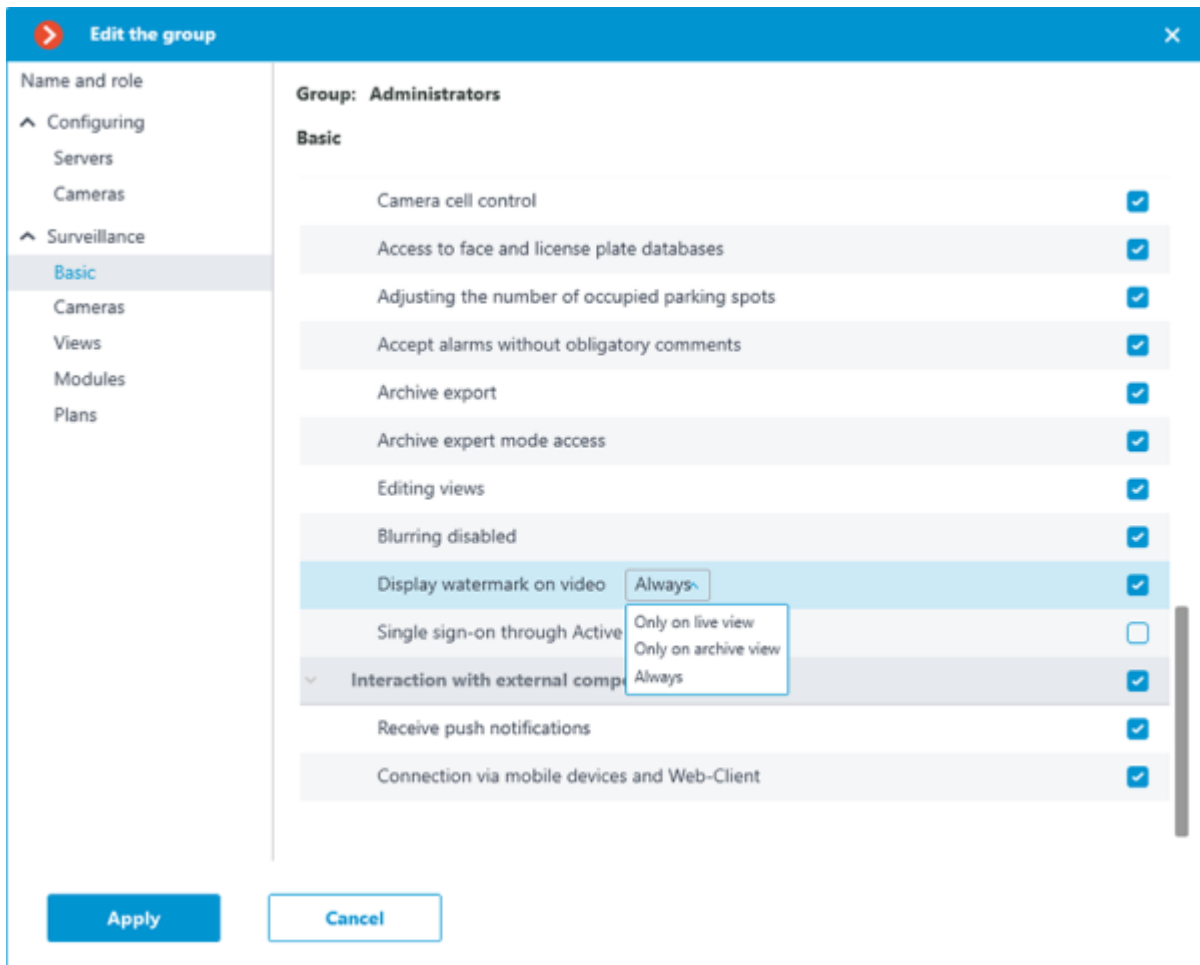 Edit the group
Name and role
Configuring
Servers
Cameras
Surveillance
Basic
Cameras
Views
Modules
Plans
Group: Administrators
Basic
Camera cell control
Access to face and license plate databases
Adjusting the number of occupied parking spots
Accept alarms without obligatory comments
Archive export
Archive expert mode access
Editing views
Blurring disabled
Display watermark on video Always
Only on live view
Only on archive view
Always
Single sign-on through Active
Interaction with external
Receive push notifications
Connection via mobile devices and Web-Client
Apply Cancel